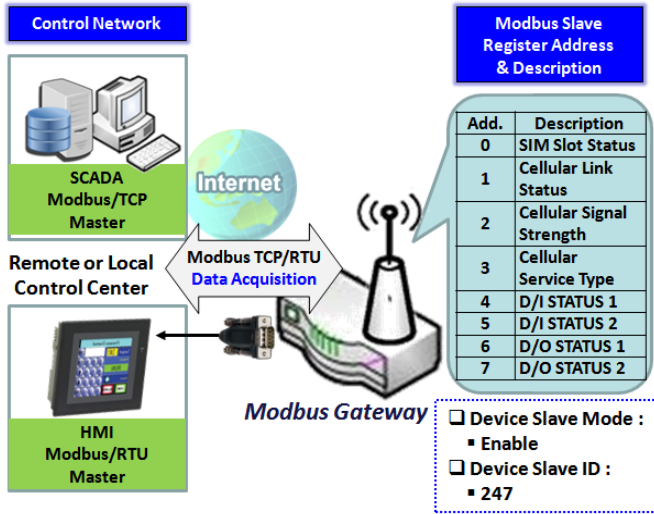 Control Network
SCADA
Modbus/TCP
Master
Remote or Local
Control Center
HMI
Modbus/RTU
Master
Internet
Modbus TCP/RTU
Data Acquisition
Modbus Gateway
Modbus Slave
Register Address
& Description
Add. Description
0 SIM Slot Status
1 Cellular Link
Status
2 Cellular Signal
Strength
3 Cellular
Service Type
4 D/I STATUS 1
5 D/I STATUS 2
6 D/O STATUS 1
7 D/O STATUS 2
❑ Device Slave Mode :
▪ Enable
❑ Device Slave ID :
▪ 247